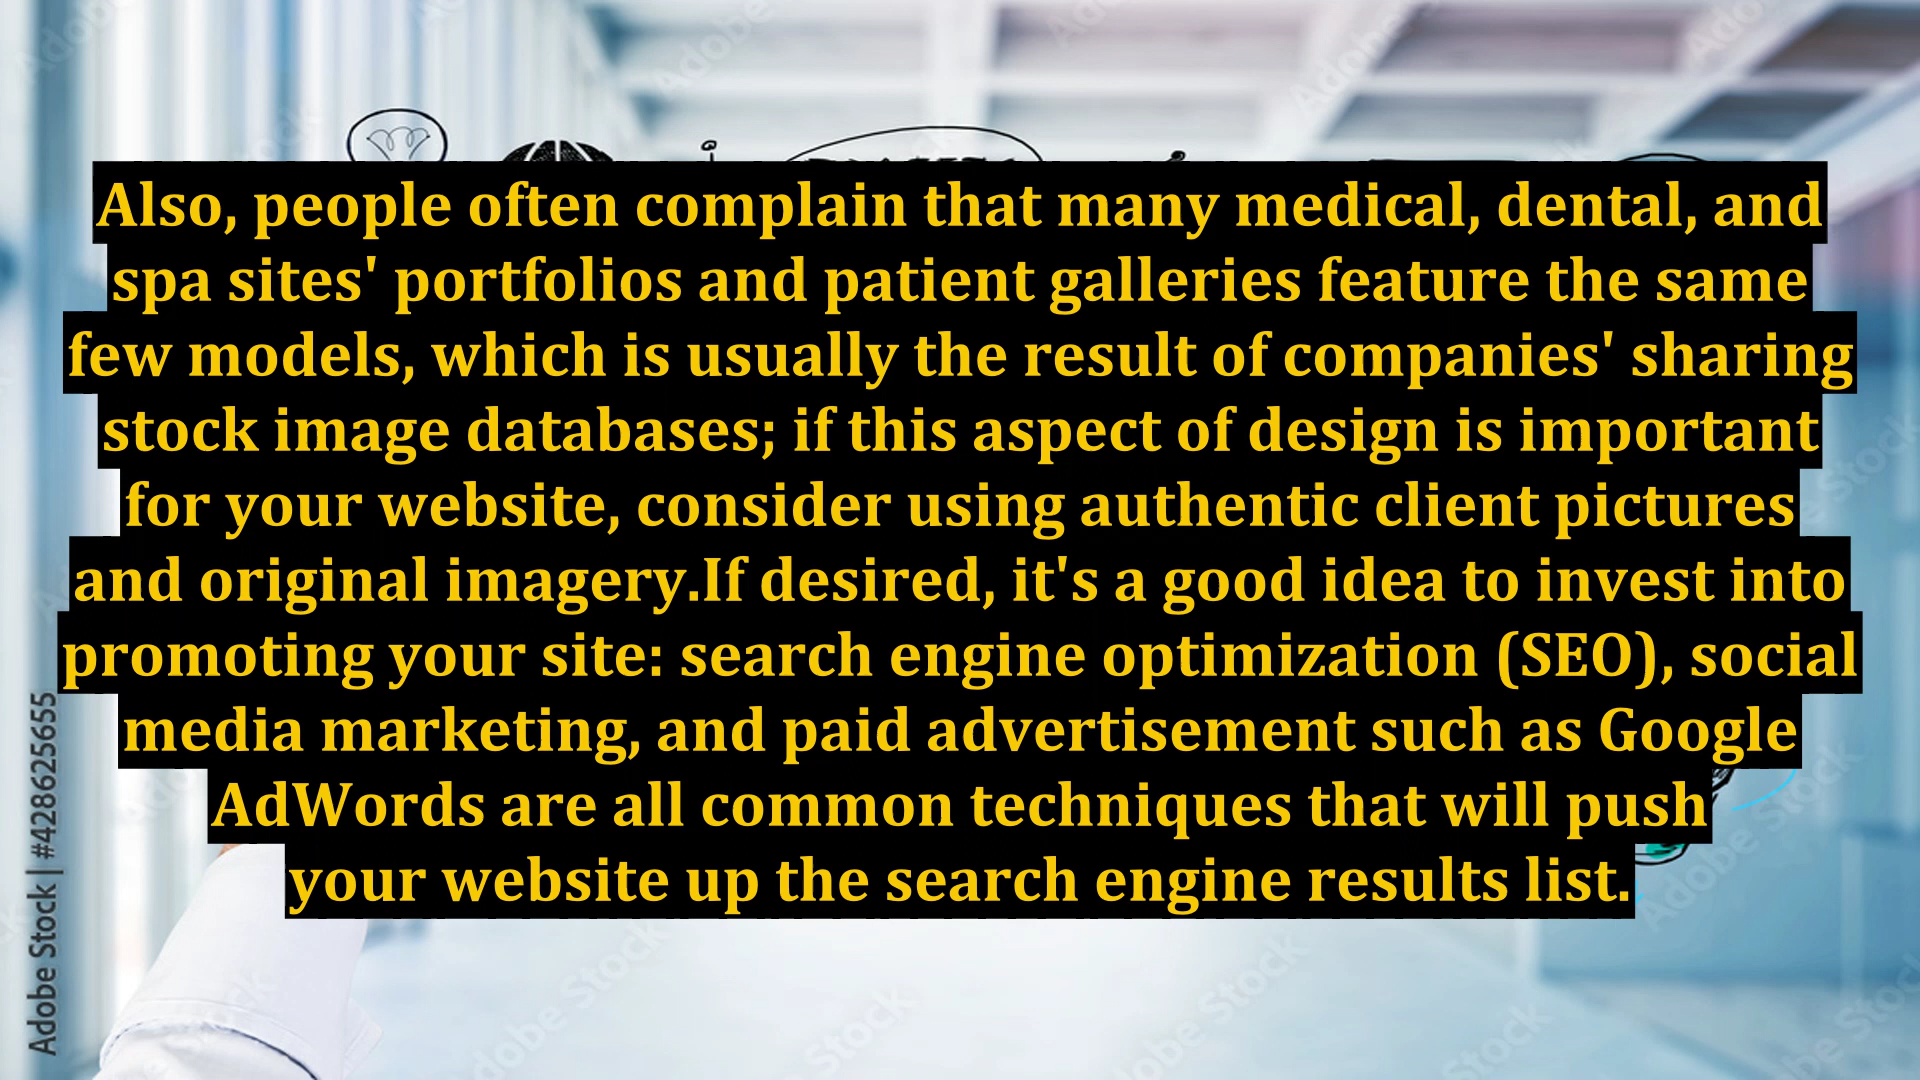 Also, people often complain that many medical, dental, and
spa sites' portfolios and patient galleries feature the same
few models, which is usually the result of companies' sharing
stock image databases; if this aspect of design is important
for your website, consider using authentic client pictures
and original imagery.If desired, it's a good idea to invest into
promoting your site: search engine optimization (SEO), social
media marketing, and paid advertisement such as Google
AdWords are all common techniques that will push
your website up the search engine results list.
Adobe Stock | #428625655